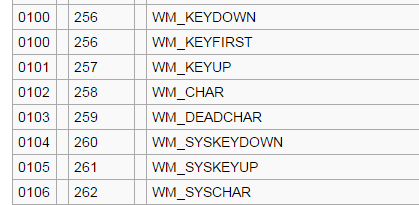 0100 256 WM_KEYDOWN
0100 256 WM_KEYFIRST
0101 257 WM_KEYUP
0102 258 WM_CHAR
0103 259 WM_DEADCHAR
0104 260 WM_SYSKEYDOWN
0105 261 WM_SYSKEYUP
0106 262 WM_SYSCHAR